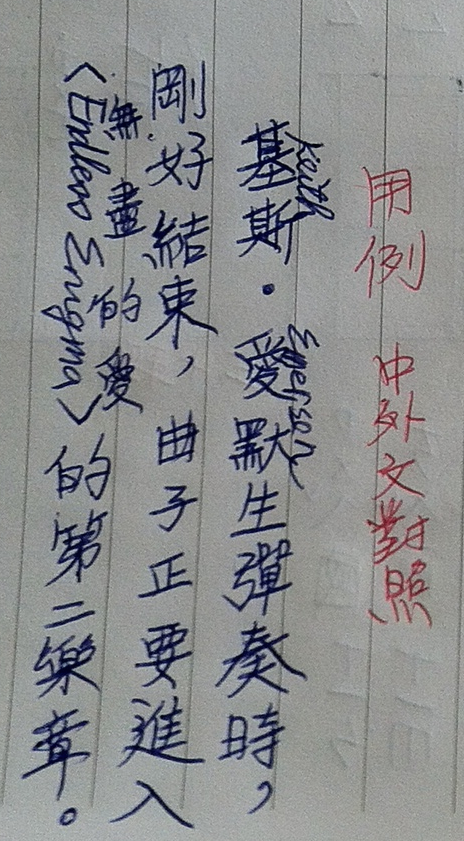 用例 中外文對照
基斯．愛默生彈奏時，
Keith Emerson
剛好結束，曲子正要進入
無盡的愛
〈Endless Enigma〉的第二樂章。